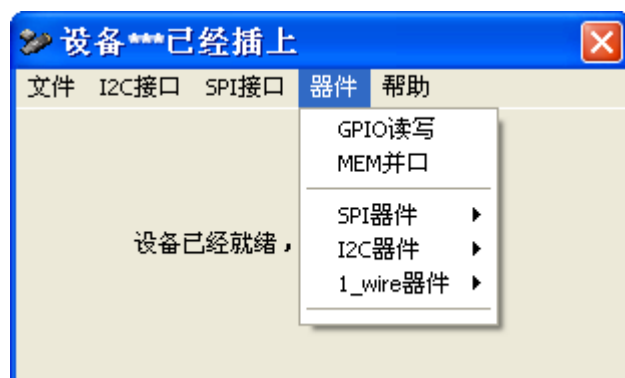 设备***已经插上
文件 I2C接口 SPI接口 器件 帮助
GPIO读写
MEM并口
SPI器件
设备已经就绪，
I2C器件
1_wire器件